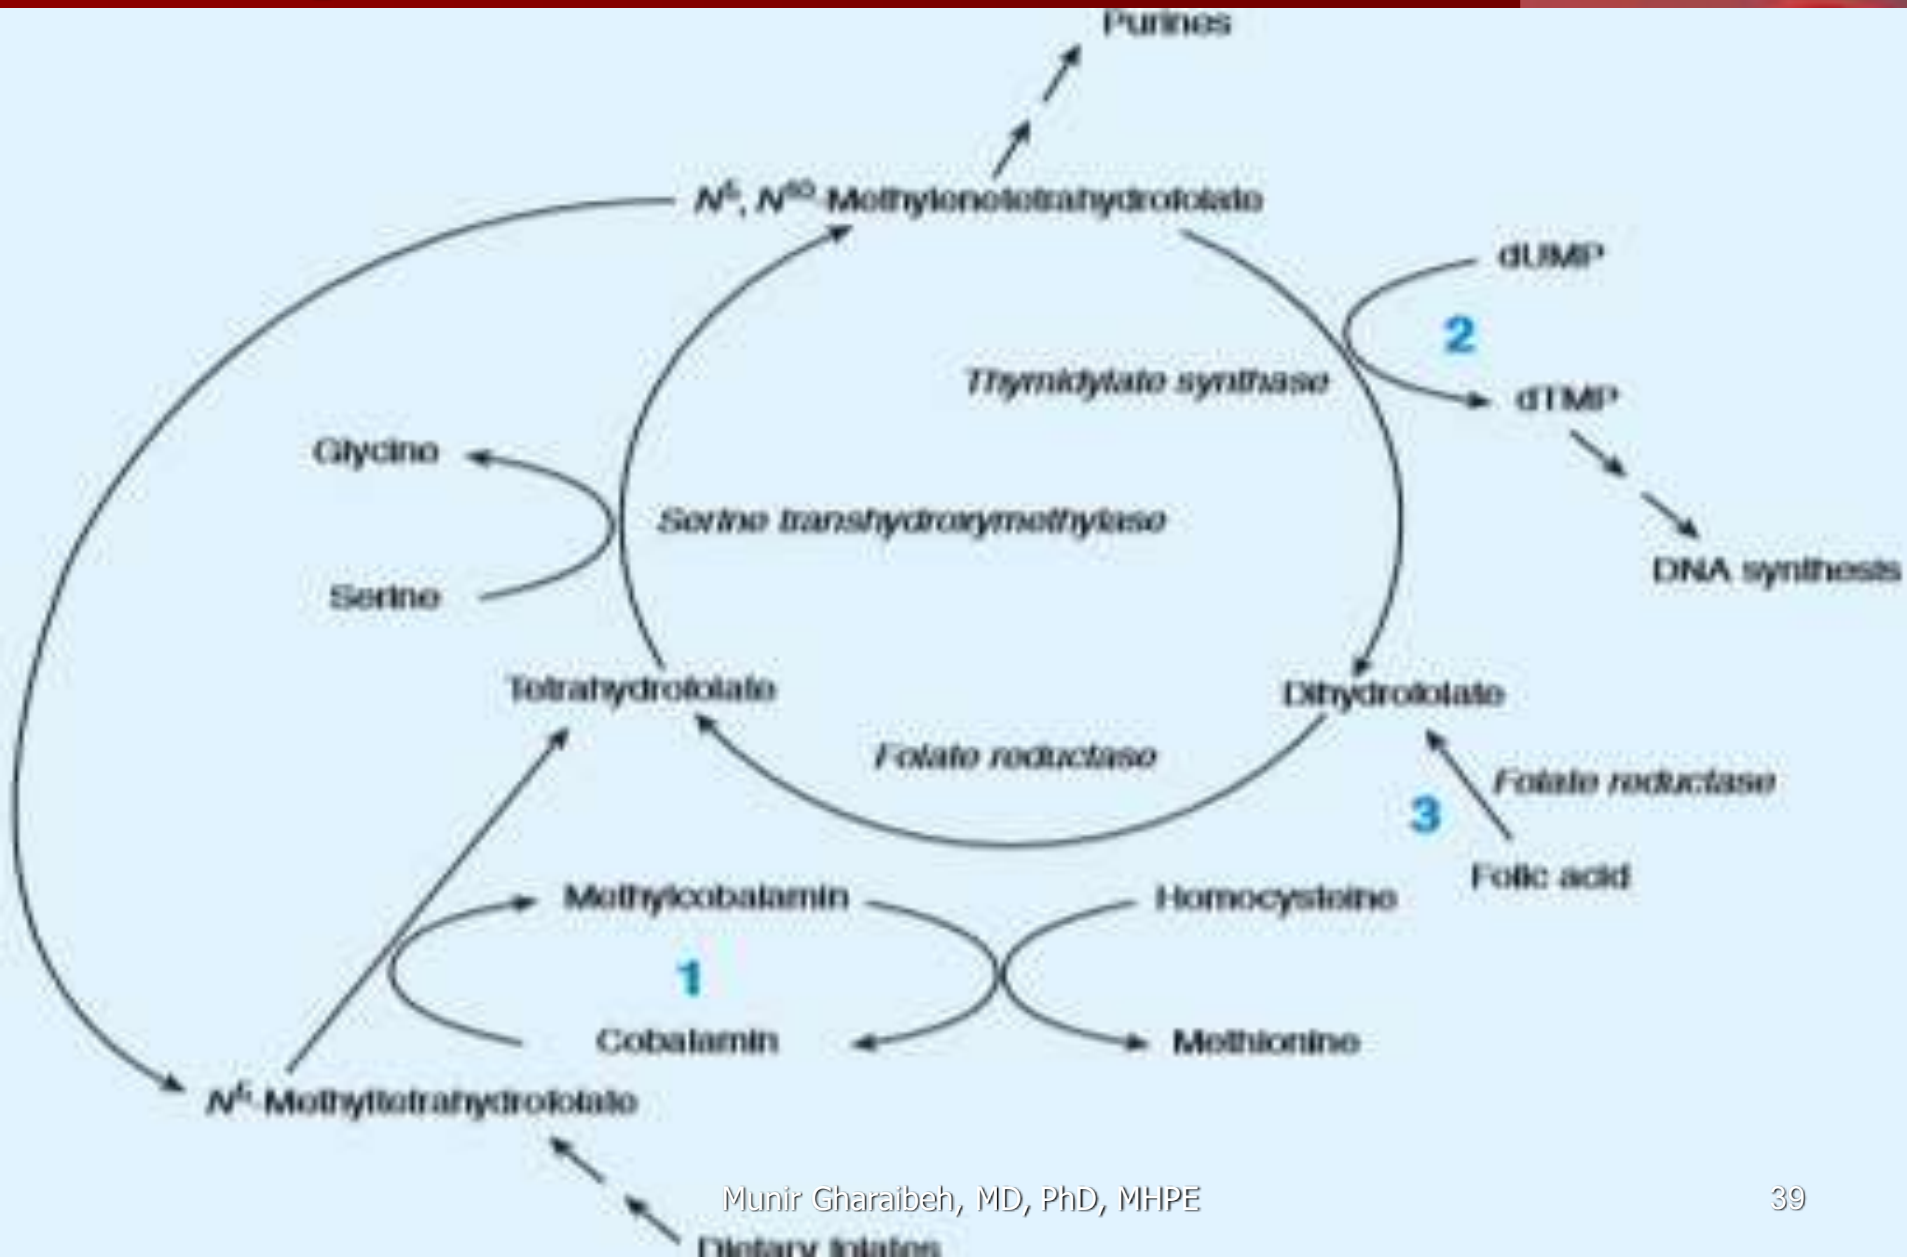 Purines
N5, N10-Methylenetetrahydrofolate
dUMP
2
Thymidylate synthase
dTMP
Glycine
Serine transhydroxymethylase
DNA synthesis
Serine
Tetrahydrofolate
Dihydrofolate
Folate reductase
Folate reductase
3
Folic acid
Methylcobalamin
Homocysteine
1
Cobalamin
Methionine
N5-Methyltetrahydrofolate
Munir Gharaibeh, MD, PhD, MHPE
39
Dietary folates